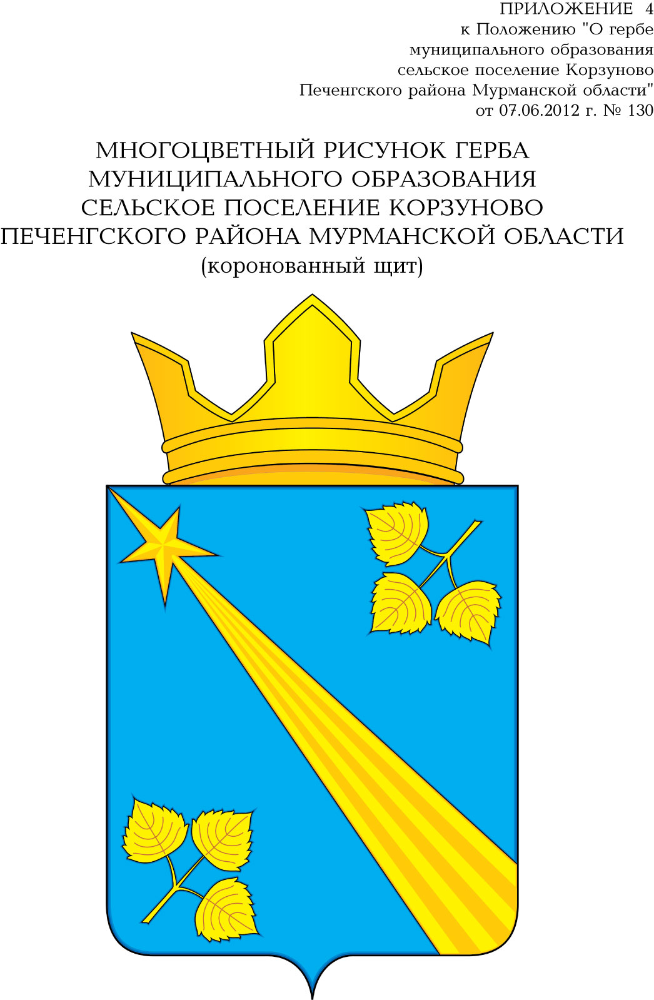 ПРИЛОЖЕНИЕ 4
к Положению "О гербе
муниципального образования
сельское поселение Корзуново
Печенгского района Мурманской области"
от 07.06.2012 г. № 130
МНОГОЦВЕТНЫЙ РИСУНОК ГЕРБА
МУНИЦИПАЛЬНОГО ОБРАЗОВАНИЯ
СЕЛЬСКОЕ ПОСЕЛЕНИЕ КОРЗУНОВО
ПЕЧЕНГСКОГО РАЙОНА МУРМАНСКОЙ ОБЛАСТИ
(коронованный щит)